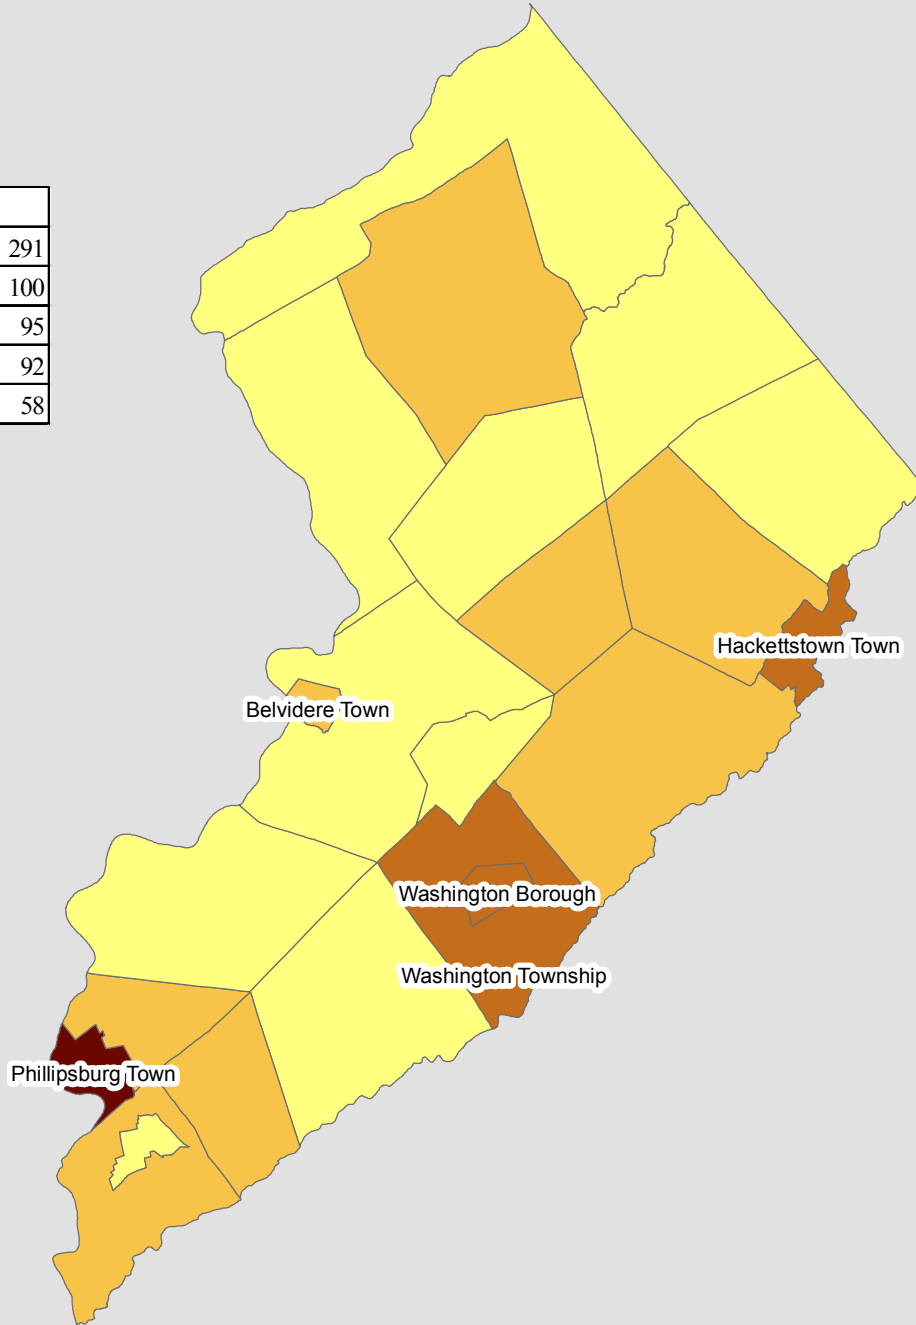 291
100
95
92
58
Hackettstown Town
Belvidere Town
Washington Borough
Washington Township
Phillipsburg Town